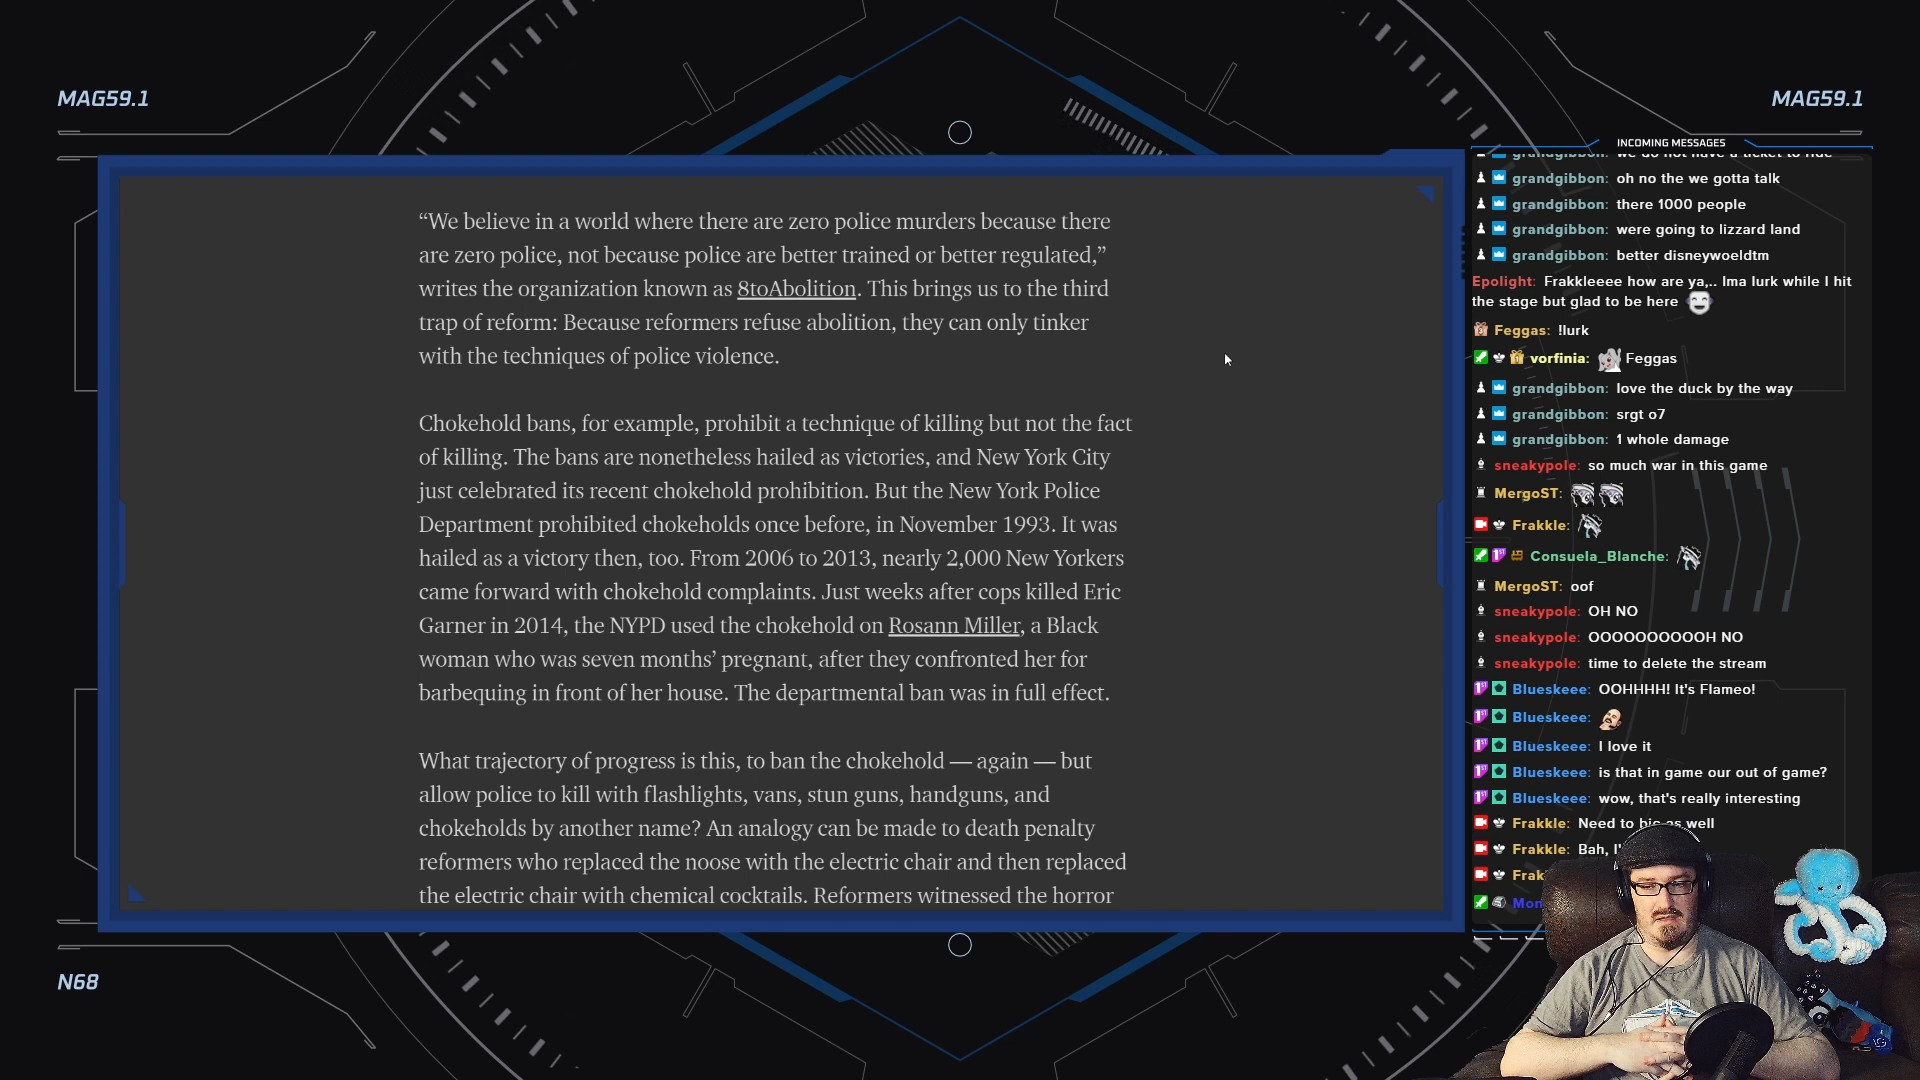 MAG59.1
MAG59.1
“We believe in a world where there are zero police murders because there
are zero police, not because police are better trained or better regulated,”
writes the organization known as 8toAbolition. This brings us to the third
trap of reform: Because reformers refuse abolition, they can only tinker
with the techniques of police violence.
Chokehold bans, for example, prohibit a technique of killing but not the fact
of killing. The bans are nonetheless hailed as victories, and New York City
just celebrated its recent chokehold prohibition. But the New York Police
Department prohibited chokeholds once before, in November 1993. It was
hailed as a victory then, too. From 2006 to 2013, nearly 2,000 New Yorkers
came forward with chokehold complaints. Just weeks after cops killed Eric
Garner in 2014, the NYPD used the chokehold on Rosann Miller, a Black
woman who was seven months’ pregnant, after they confronted her for
barbequing in front of her house. The departmental ban was in full effect.
What trajectory of progress is this, to ban the chokehold — again — but
allow police to kill with flashlights, vans, stun guns, handguns, and
chokeholds by another name? An analogy can be made to death penalty
reformers who replaced the noose with the electric chair and then replaced
the electric chair with chemical cocktails. Reformers witnessed the horror
INCOMING MESSAGES
grandgibbon: we do not have a ticket to ride
grandgibbon: oh no the we gotta talk
grandgibbon: there 1000 people
grandgibbon: were going to lizzard land
grandgibbon: better disneywoeldtm
Epolight: Frakkleeee how are ya,.. Ima lurk while I hit
the stage but glad to be here
Feggas: !lurk
vorfinia: Feggas
grandgibbon: love the duck by the way
grandgibbon: srgt o7
grandgibbon: 1 whole damage
sneakypole: so much war in this game
MergoST:
Frakkle:
Consuela_Blanche:
MergoST: oof
sneakypole: OH NO
sneakypole: OOOOOOOOOOH NO
sneakypole: time to delete the stream
Blueskeee: OOHHHH! It's Flameo!
Blueskeee:
Blueskeee: I love it
Blueskeee: is that in game our out of game?
Blueskeee: wow, that's really interesting
Frakkle: Need to bio as well
Frakkle: Bah, I'
Frak
Mon
N68